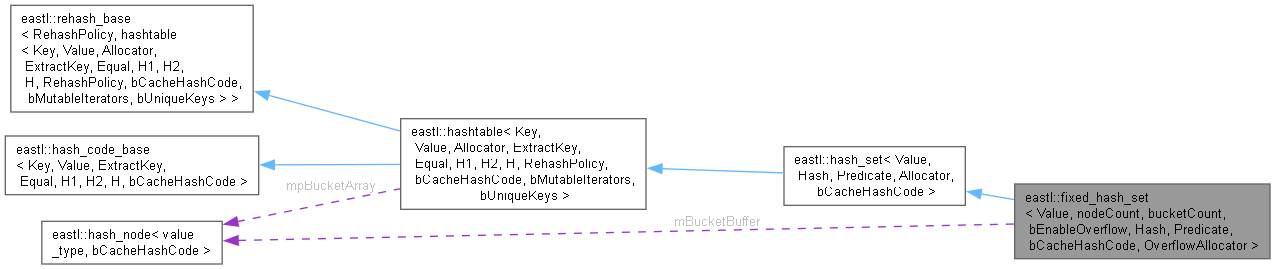 eastl::rehash_base
< RehashPolicy, hashtable
< Key, Value, Allocator,
ExtractKey, Equal, H1, H2,
H, RehashPolicy, bCacheHashCode,
bMutableIterators, bUniqueKeys > >
eastl::hash_code_base
< Key, Value, ExtractKey,
Equal, H1, H2, H, bCacheHashCode >
eastl::hash_node< value
_type, bCacheHashCode >
mpBucketArray
eastl::hashtable< Key,
Value, Allocator, ExtractKey,
Equal, H1, H2, H, RehashPolicy,
bCacheHashCode, bMutableIterators,
bUniqueKeys >
mBucketBuffer
eastl::hash_set< Value,
Hash, Predicate, Allocator,
bCacheHashCode >
eastl::fixed_hash_set
< Value, nodeCount, bucketCount,
bEnableOverflow, Hash, Predicate,
bCacheHashCode, OverflowAllocator >